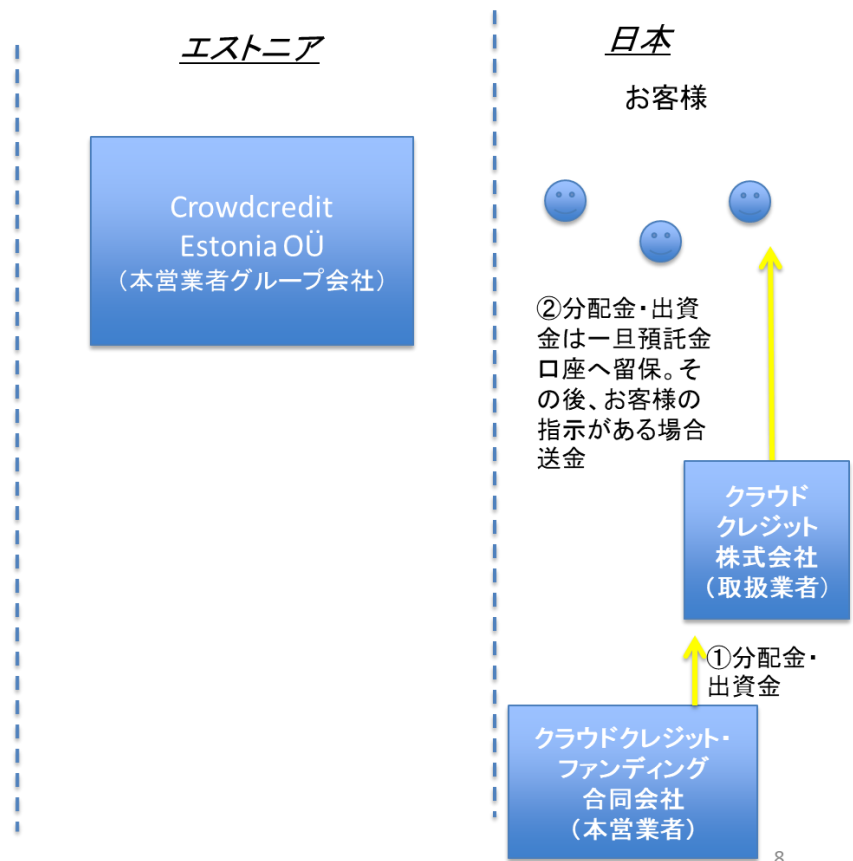 エストニア
日本
お客様
Crowdcredit
Estonia OÜ
（本営業者グループ会社）
②分配金・出資
金は一旦預託金
口座へ留保。そ
の後、お客様の
指示がある場合
送金
クラウド
クレジット
株式会社
（取扱業者）
①分配金・
出資金
クラウドクレジット・
ファンディング
合同会社
（本営業者）
8